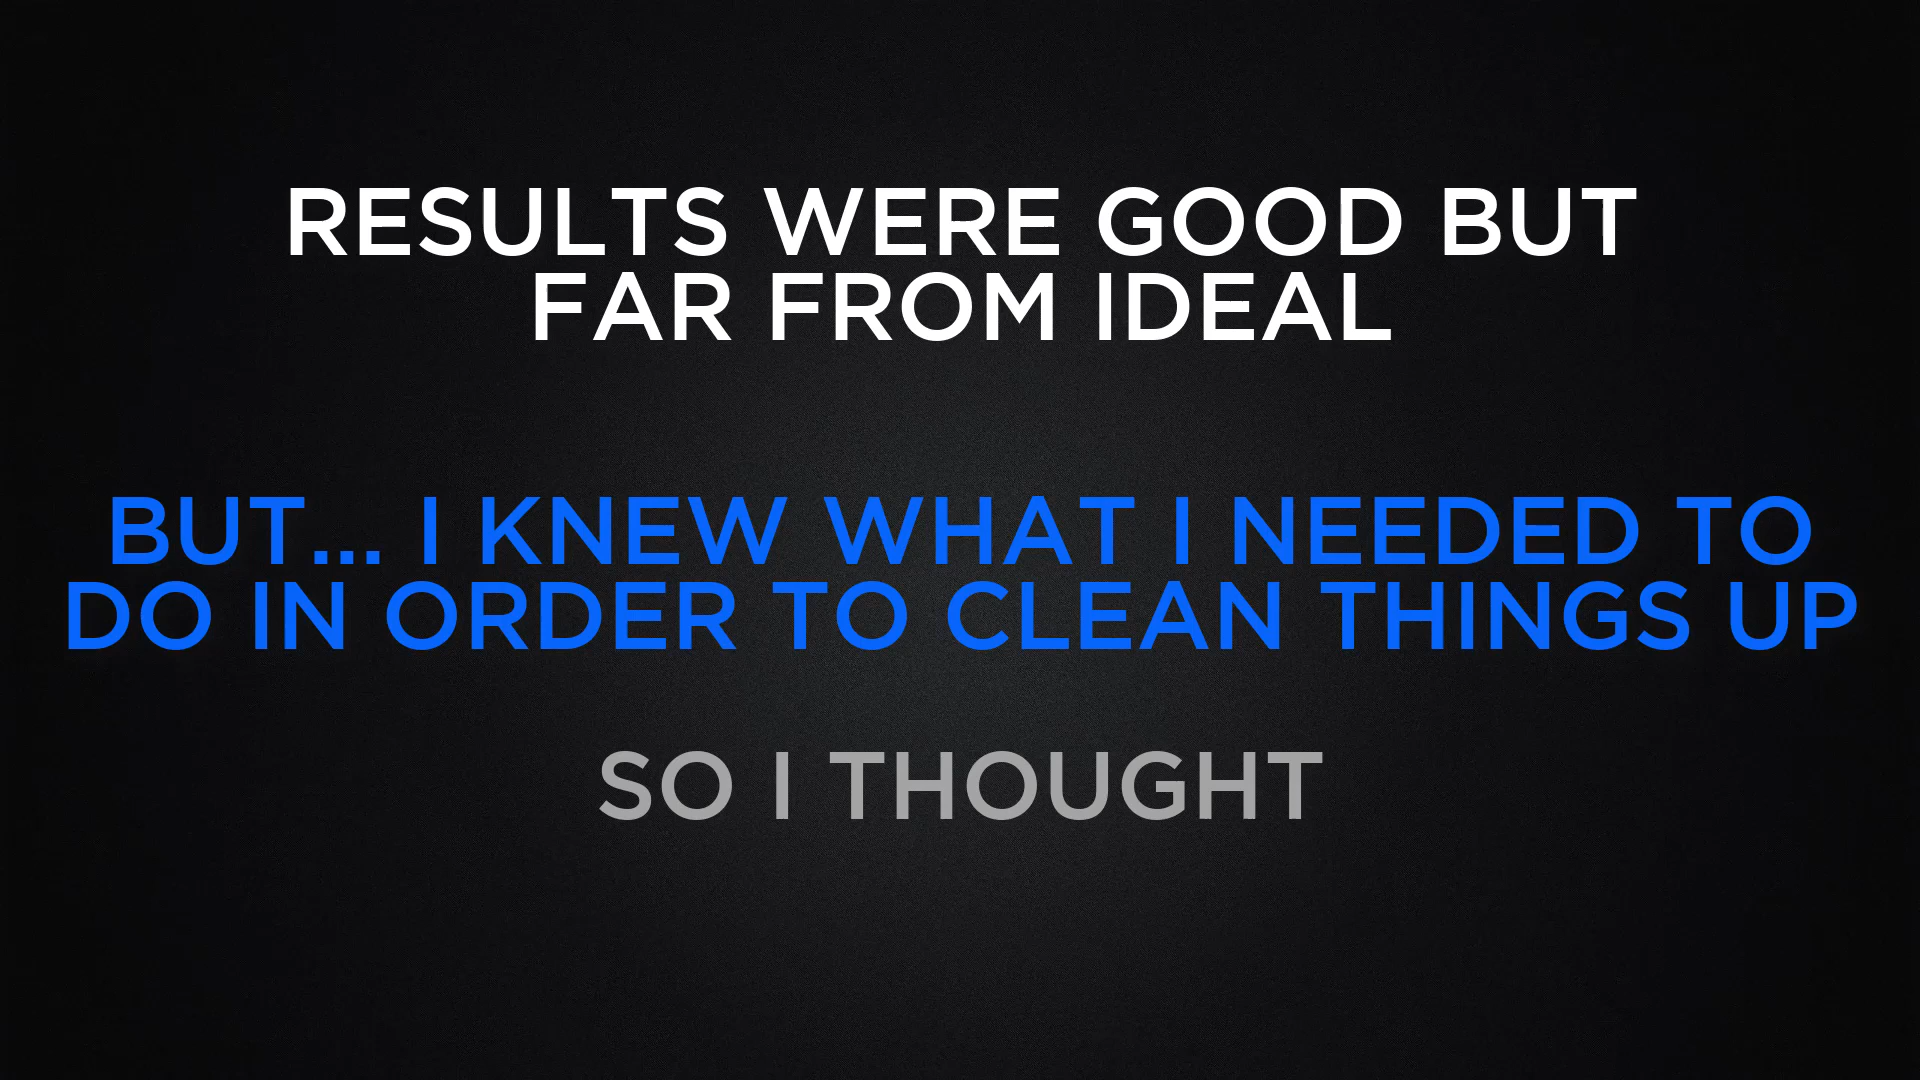 RESULTS WERE GOOD BUT
FAR FROM IDEAL
BUT... I KNEW WHAT I NEEDED TO
DO IN ORDER TO CLEAN THINGS UP
SO I THOUGHT